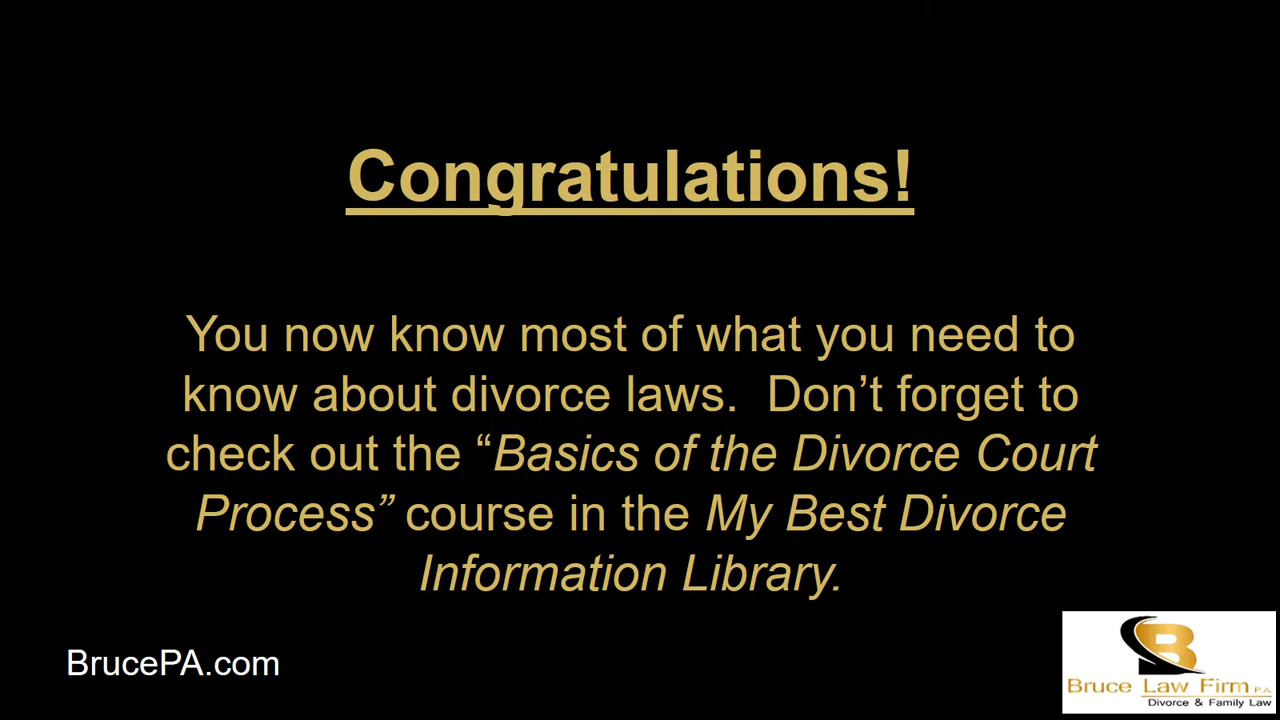 Congratulations!
You now know most of what you need to
know about divorce laws.  Don’t forget to
check out the “Basics of the Divorce Court
Process” course in the My Best Divorce
Information Library.
BrucePA.com
B
Bruce Law Firm P.A.
Divorce & Family Law